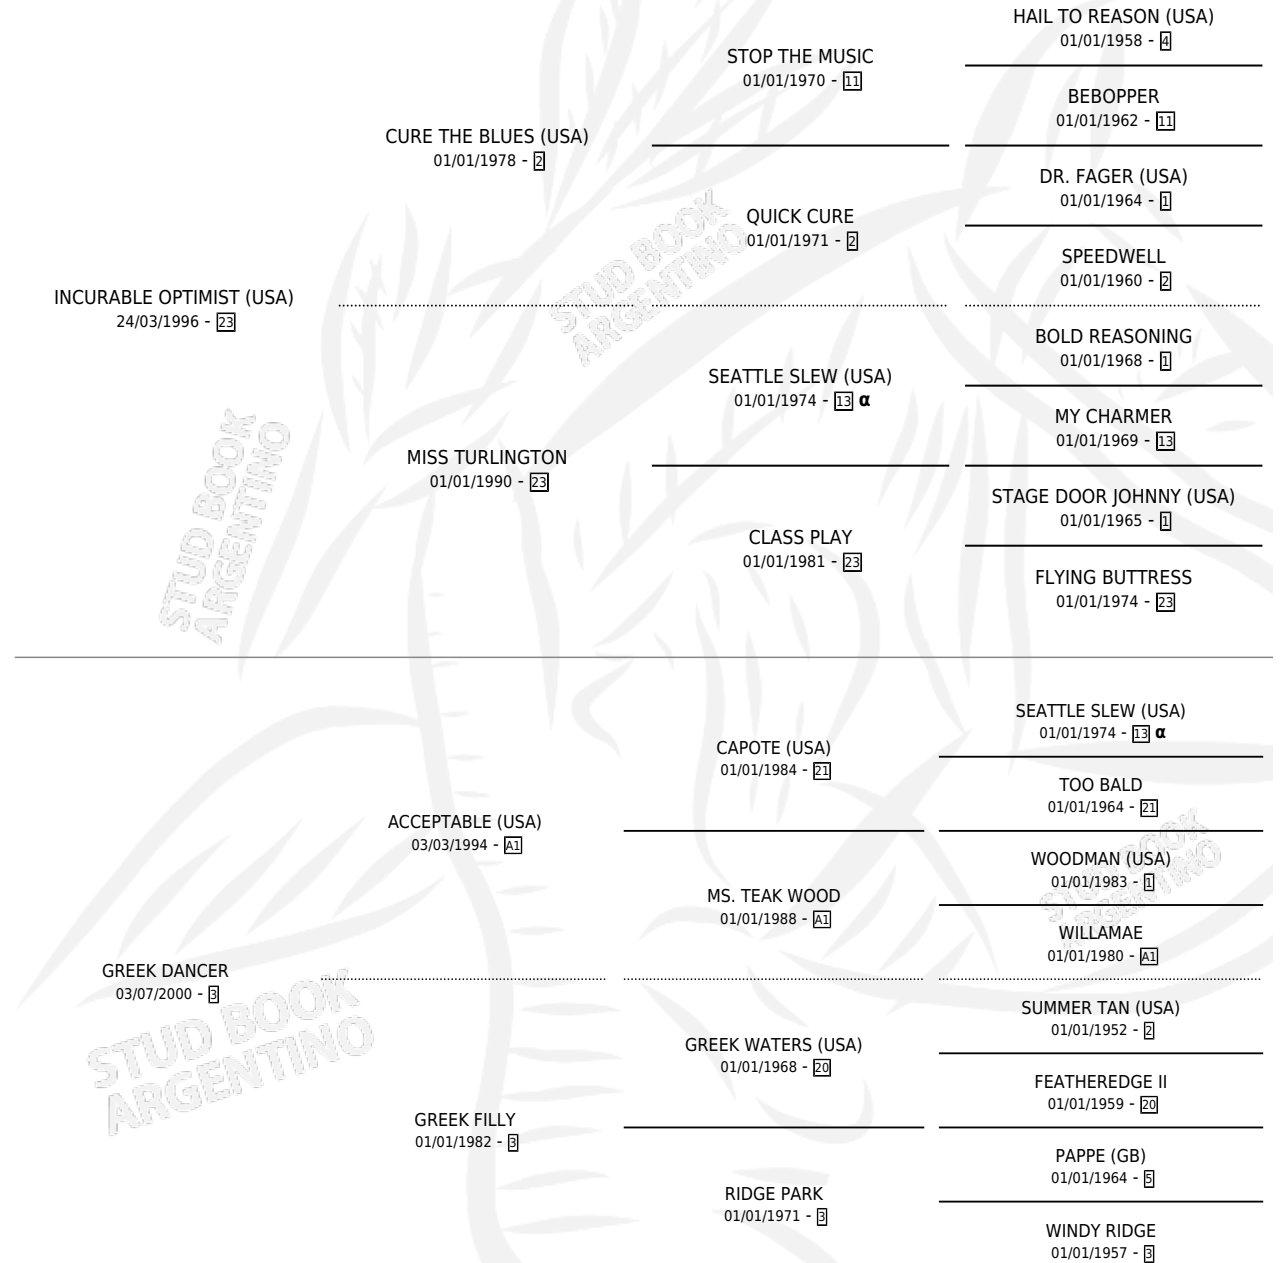 HAIL TO REASON (USA)
01/01/1958 - 4
STOP THE MUSIC
01/01/1970 - 11
BEBOPPER
01/01/1962 - 11
CURE THE BLUES (USA)
01/01/1978 - 2
DR. FAGER (USA)
01/01/1964 - 1
QUICK CURE
01/01/1971 - 2
SPEEDWELL
01/01/1960 - 2
STUD BOOK
ARGENTINO
INCURABLE OPTIMIST (USA)
24/03/1996 - 23
BOLD REASONING
01/01/1968 - 1
SEATTLE SLEW (USA)
01/01/1974 - 13 α
MY CHARMER
01/01/1969 - 13
MISS TURLINGTON
01/01/1990 - 23
STAGE DOOR JOHNNY (USA)
01/01/1965 - 1
CLASS PLAY
01/01/1981 - 23
FLYING BUTTRESS
01/01/1974 - 23
STUD BOOK
ARGENTINO
SEATTLE SLEW (USA)
01/01/1974 - 13 α
CAPOTE (USA)
01/01/1984 - 21
TOO BALD
01/01/1964 - 21
ACCEPTABLE (USA)
03/03/1994 - A1
WOODMAN (USA)
01/01/1983 - 1
MS. TEAK WOOD
01/01/1988 - A1
WILLAMAE
01/01/1980 - A1
STUD BOOK
ARGENTINO
GREEK DANCER
03/07/2000 - 3
SUMMER TAN (USA)
01/01/1952 - 2
GREEK WATERS (USA)
01/01/1968 - 20
FEATHEREDGE II
01/01/1959 - 20
STUD BOOK
ARGENTINO
GREEK FILLY
01/01/1982 - 3
PAPPE (GB)
01/01/1964 - 5
RIDGE PARK
01/01/1971 - 3
WINDY RIDGE
01/01/1957 - 3